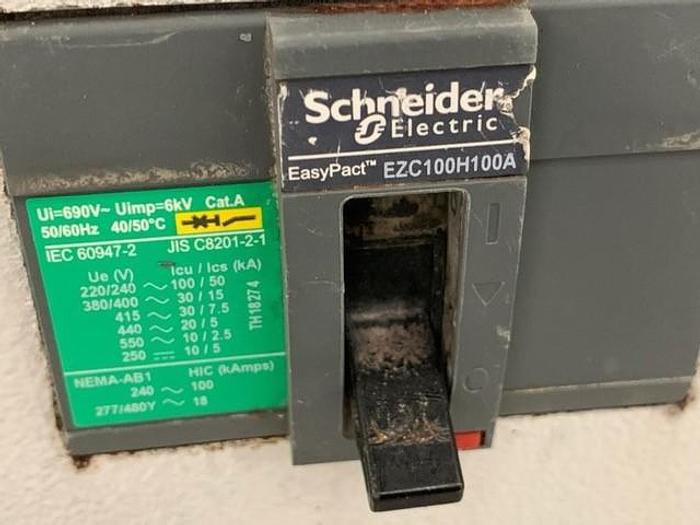 Schneider
Electric
EasyPact™ EZC100H100A
Ui=690V~ Uimp=6kV Cat.A
50/60Hz 40/50°C
IEC 60947-2 JIS C8201-2-1
Ue (V) Icu / Ics (kA)
220/240 ~ 100 / 50
380/400 ~ 30 / 15
415 ~ 30 / 7.5
440 ~ 20 / 5
550 ~ 10 / 2.5
250 ⎓ 10 / 5
TH18274
NEMA-AB1 HIC (kAmps)
240 ~ 100
277/480Y ~ 18
I
O